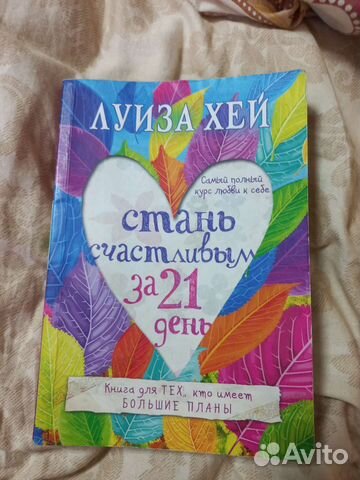 ЛУИЗА ХЕЙ
Самый полный
курс любви к себе
стань
счастливым
за 21
день
Книга для ТЕХ, кто имеет
БОЛЬШИЕ ПЛАНЫ
Avito